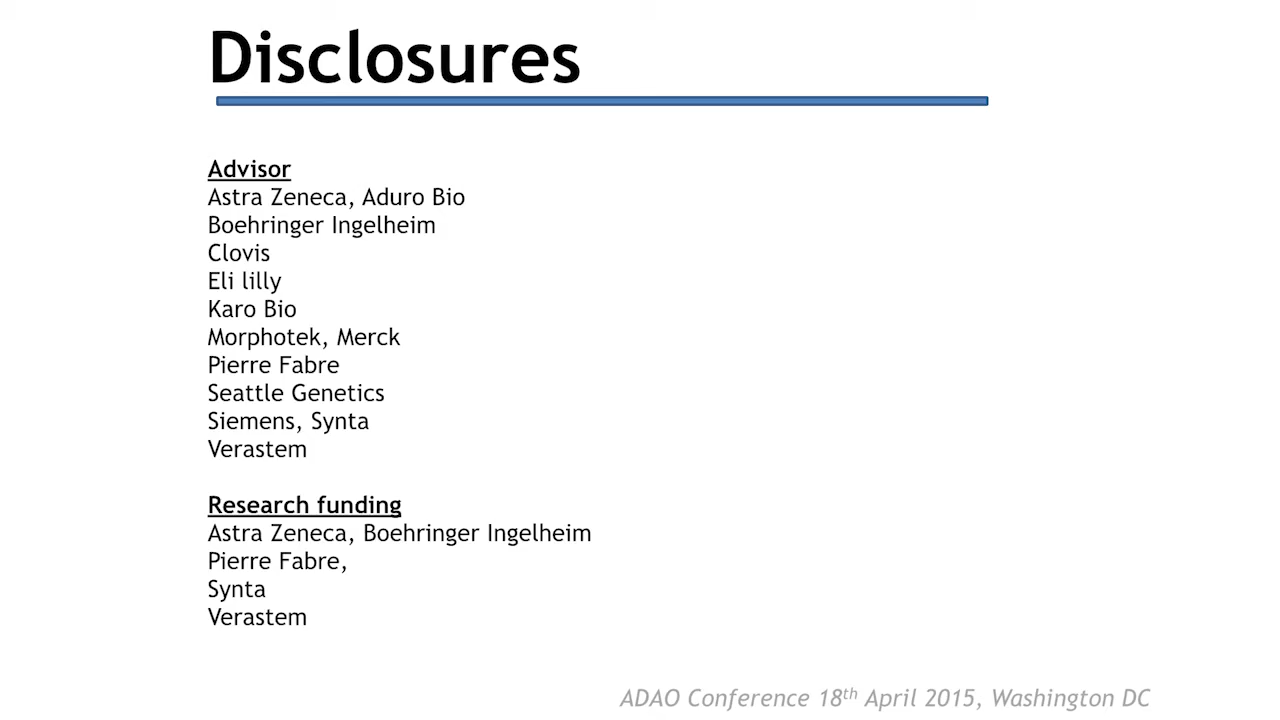 Disclosures
Advisor
Astra Zeneca, Aduro Bio
Boehringer Ingelheim
Clovis
Eli lilly
Karo Bio
Morphotek, Merck
Pierre Fabre
Seattle Genetics
Siemens, Synta
Verastem
Research funding
Astra Zeneca, Boehringer Ingelheim
Pierre Fabre,
Synta
Verastem
ADAO Conference 18th April 2015, Washington DC